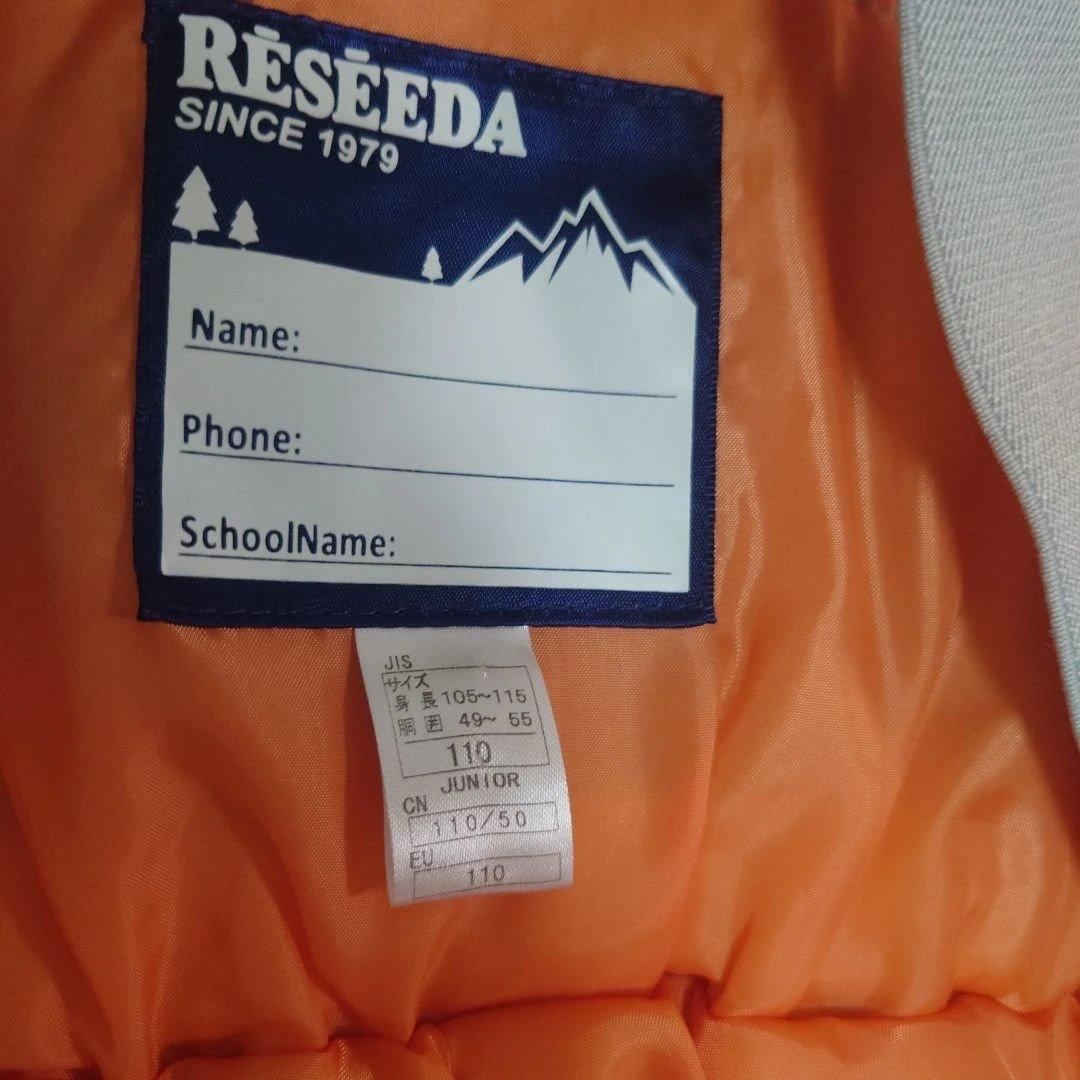 RĒSĒEDA
SINCE 1979
Name:
Phone:
SchoolName:
JIS
サイズ
身長105~115
胴囲 49~ 55
110
JUNIOR
CN
110/50
EU
110